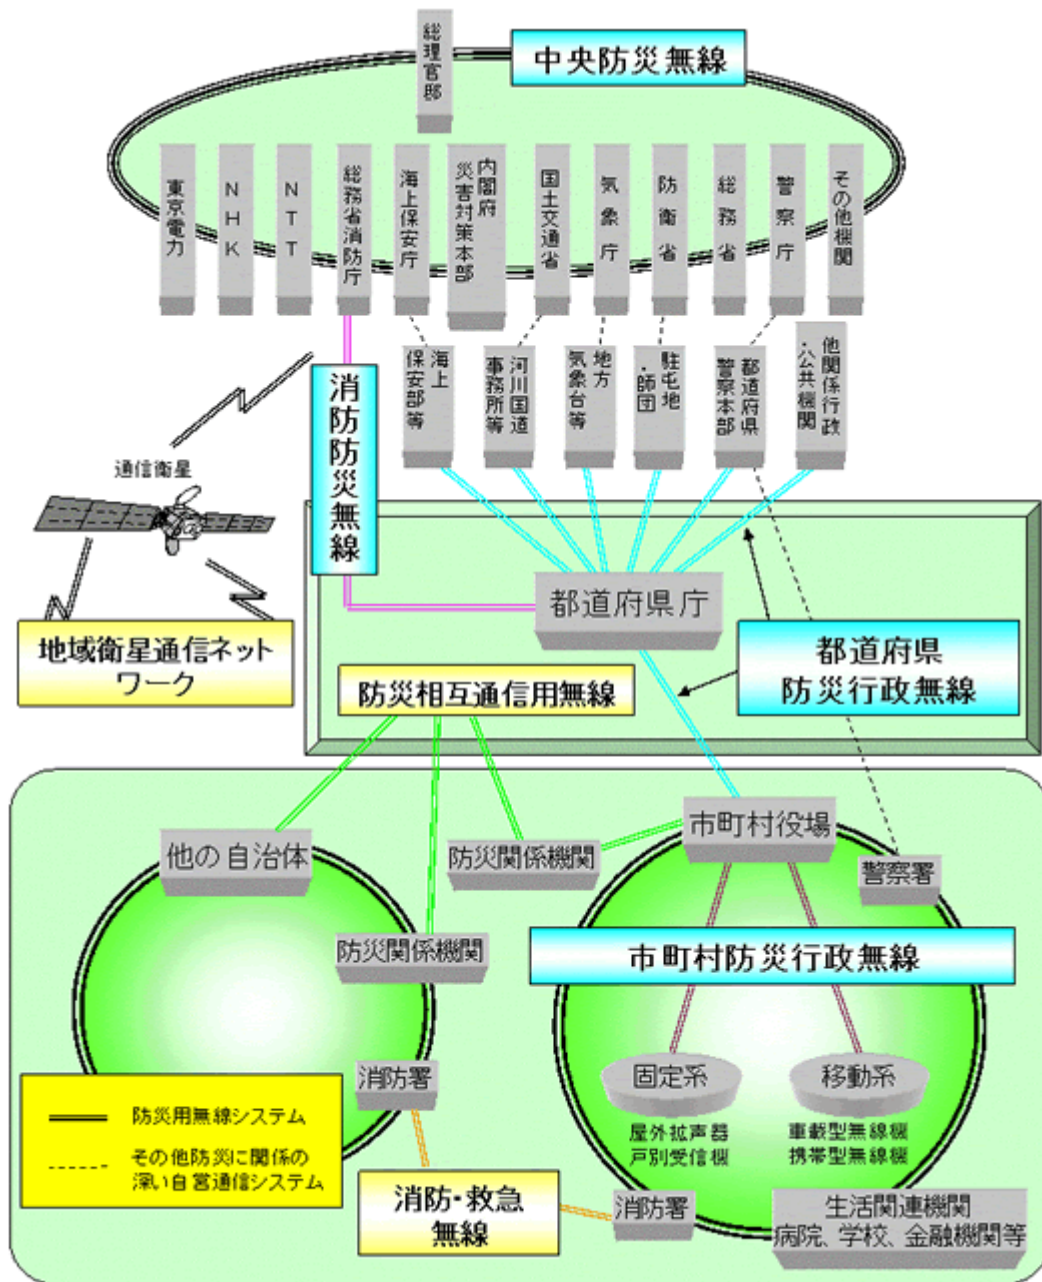 総理官邸
中央防災無線
東京電力
NHK
NTT
総務省消防庁
海上保安庁
内閣府
災害対策本部
国土交通省
気象庁
防衛省
総務省
警察庁
その他機関
海上
保安部等
河川国道
事務所等
地方
気象台等
駐屯地
・師団
都道府県
警察本部
他関係行政
・公共機関
消防防災無線
通信衛星
都道府県庁
地域衛星通信ネット
ワーク
都道府県
防災行政無線
防災相互通信用無線
市町村役場
他の自治体
防災関係機関
警察署
防災関係機関
市町村防災行政無線
消防署
固定系
移動系
屋外拡声器
戸別受信機
車載型無線機
携帯型無線機
防災用無線システム
その他防災に関係の
深い自営通信システム
消防・救急
無線
消防署
生活関連機関
病院、学校、金融機関等